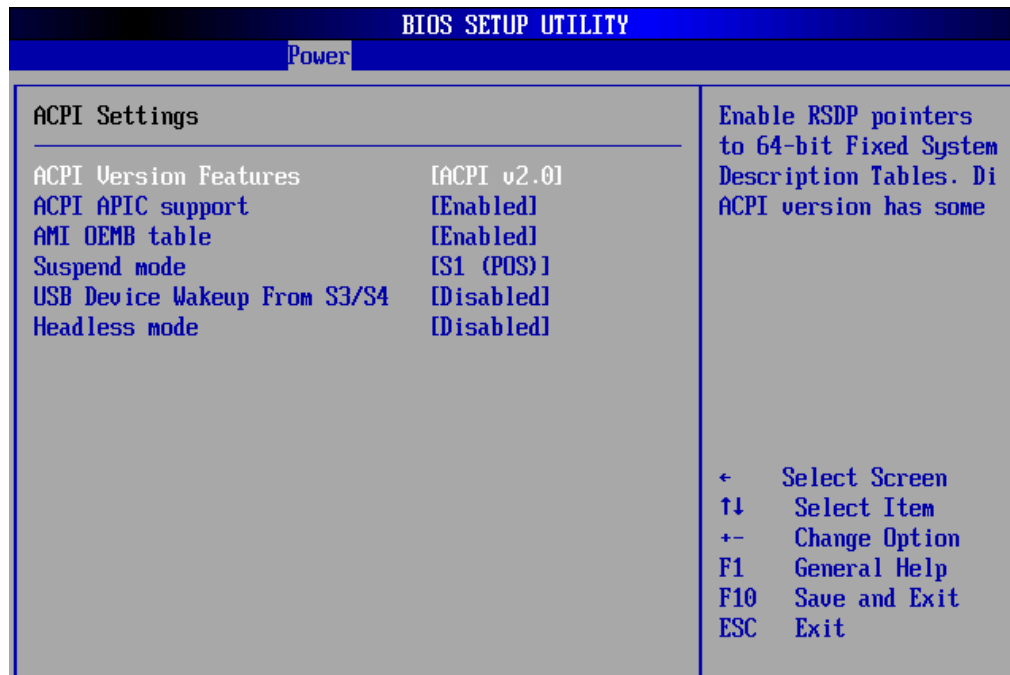 BIOS SETUP UTILITY
Power
ACPI Settings
ACPI Version Features [ACPI v2.0]
ACPI APIC support [Enabled]
AMI OEMB table [Enabled]
Suspend mode [S1 (POS)]
USB Device Wakeup From S3/S4 [Disabled]
Headless mode [Disabled]
Enable RSDP pointers
to 64-bit Fixed System
Description Tables. Di
ACPI version has some
← Select Screen
↑↓ Select Item
+- Change Option
F1 General Help
F10 Save and Exit
ESC Exit